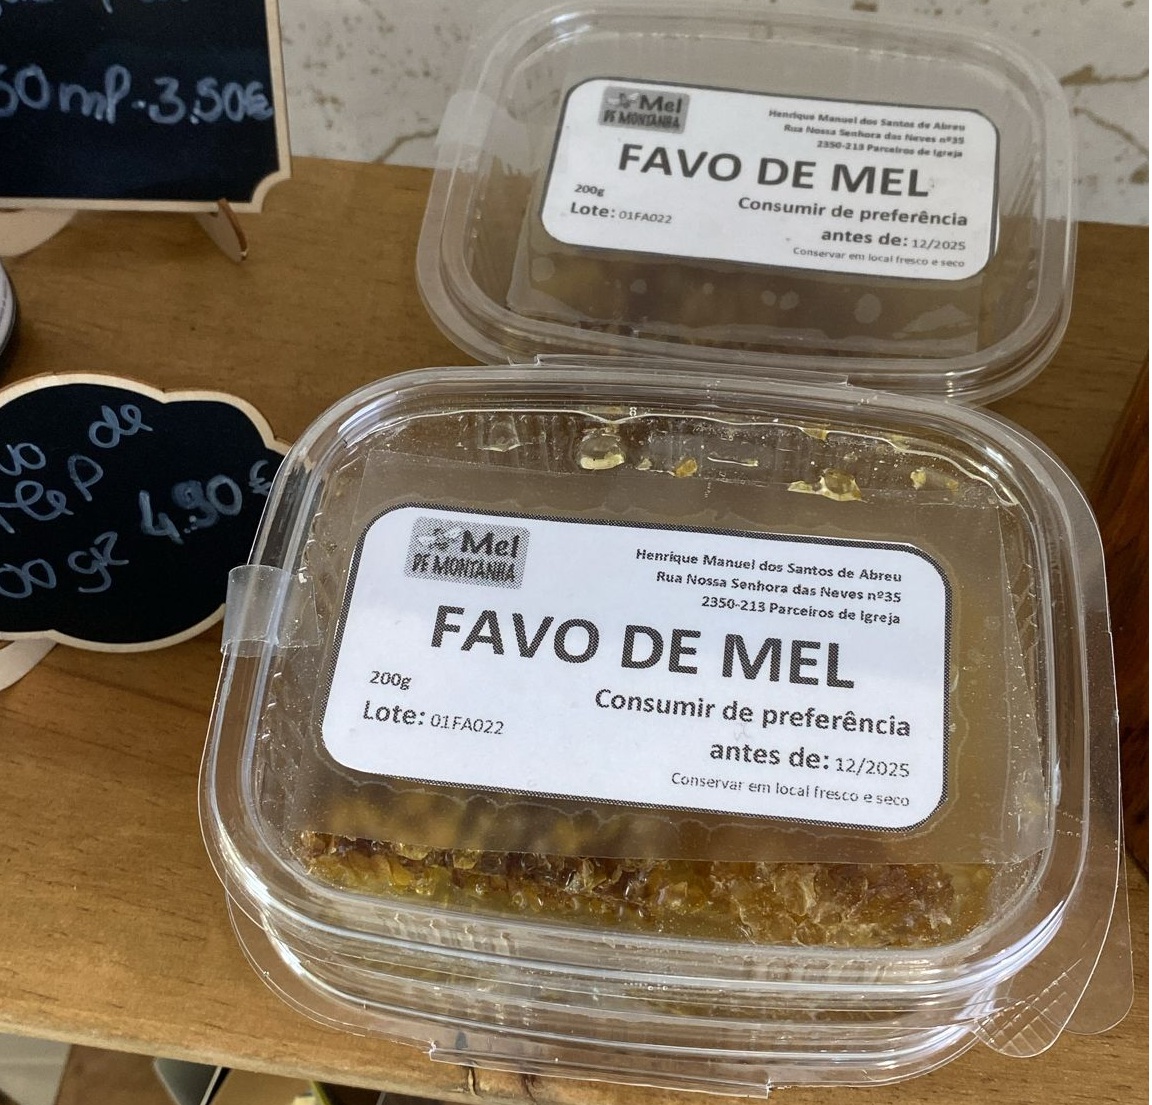 50ml-3.50€
Mel
DE MONTANHA
Henrique Manuel dos Santos de Abreu
Rua Nossa Senhora das Neves nº35
2350-213 Parceiros de Igreja
FAVO DE MEL
200g
Consumir de preferência
Lote: 01FA022
antes de: 12/2025
Conservar em local fresco e seco
de
4.90€
00 gr
Mel
DE MONTANHA
Henrique Manuel dos Santos de Abreu
Rua Nossa Senhora das Neves nº35
2350-213 Parceiros de Igreja
FAVO DE MEL
200g
Consumir de preferência
Lote: 01FA022
antes de: 12/2025
Conservar em local fresco e seco